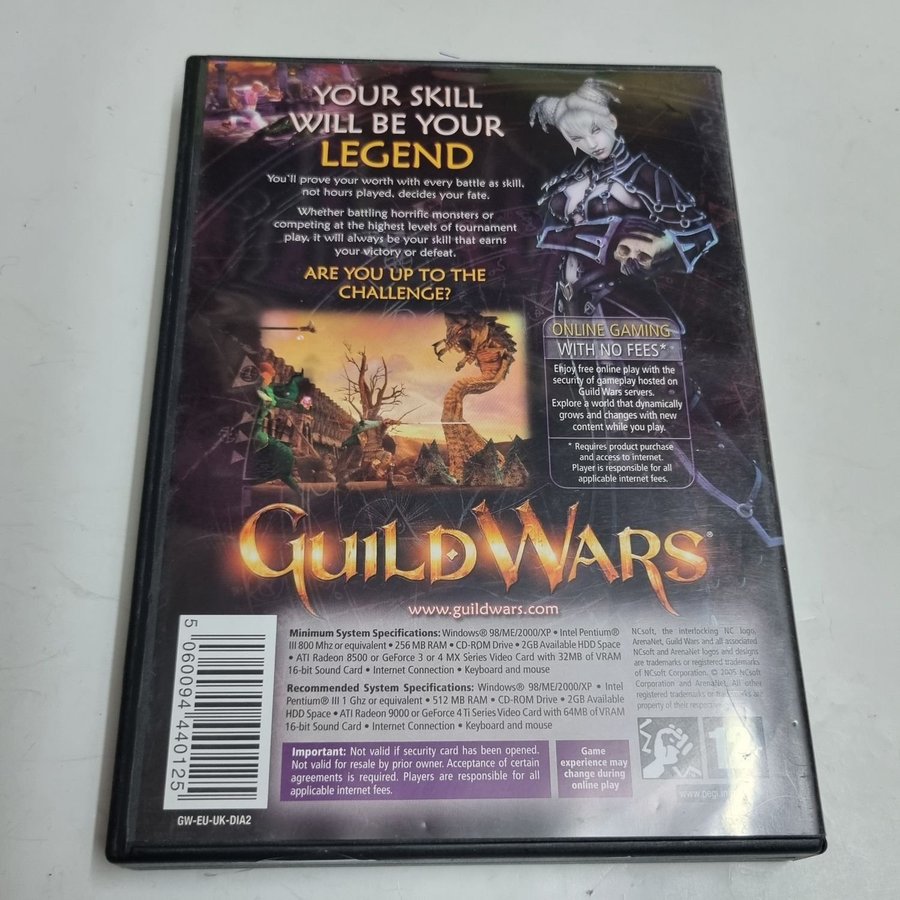 YOUR SKILL
WILL BE YOUR
LEGEND
You'll prove your worth with every battle as skill,
not hours played, decides your fate.
Whether battling horrific monsters or
competing at the highest levels of tournament
play, it will always be your skill that earns
your victory or defeat.
ARE YOU UP TO THE
CHALLENGE?
ONLINE GAMING
WITH NO FEES*
Enjoy free online play with the
security of gameplay hosted on
Guild Wars servers.
Explore a world that dynamically
grows and changes with new
content while you play.
* Requires product purchase
and access to internet.
Player is responsible for all
applicable internet fees.
GUILD WARS®
www.guildwars.com
Minimum System Specifications: Windows® 98/ME/2000/XP • Intel Pentium®
III 800 Mhz or equivalent • 256 MB RAM • CD-ROM Drive • 2GB Available HDD Space
• ATI Radeon 8500 or GeForce 3 or 4 MX Series Video Card with 32MB of VRAM
16-bit Sound Card • Internet Connection • Keyboard and mouse
Recommended System Specifications: Windows® 98/ME/2000/XP • Intel
Pentium® III 1 Ghz or equivalent • 512 MB RAM • CD-ROM Drive • 2GB Available
HDD Space • ATI Radeon 9000 or GeForce 4 Ti Series Video Card with 64MB of VRAM
16-bit Sound Card • Internet Connection • Keyboard and mouse
NCsoft, the interlocking NC logo,
ArenaNet, Guild Wars and all associated
NCsoft and ArenaNet logos and designs
are trademarks or registered trademarks
of NCsoft Corporation. © 2005 NCsoft
Corporation and ArenaNet. All other
registered trademarks or trademarks are
property of their
Important: Not valid if security card has been opened.
Not valid for resale by prior owner. Acceptance of certain
agreements is required. Players are responsible for all
applicable internet fees.
Game
experience may
change during
online play
www.pegi.info
5 060094 440125
GW-EU-UK-DIA2